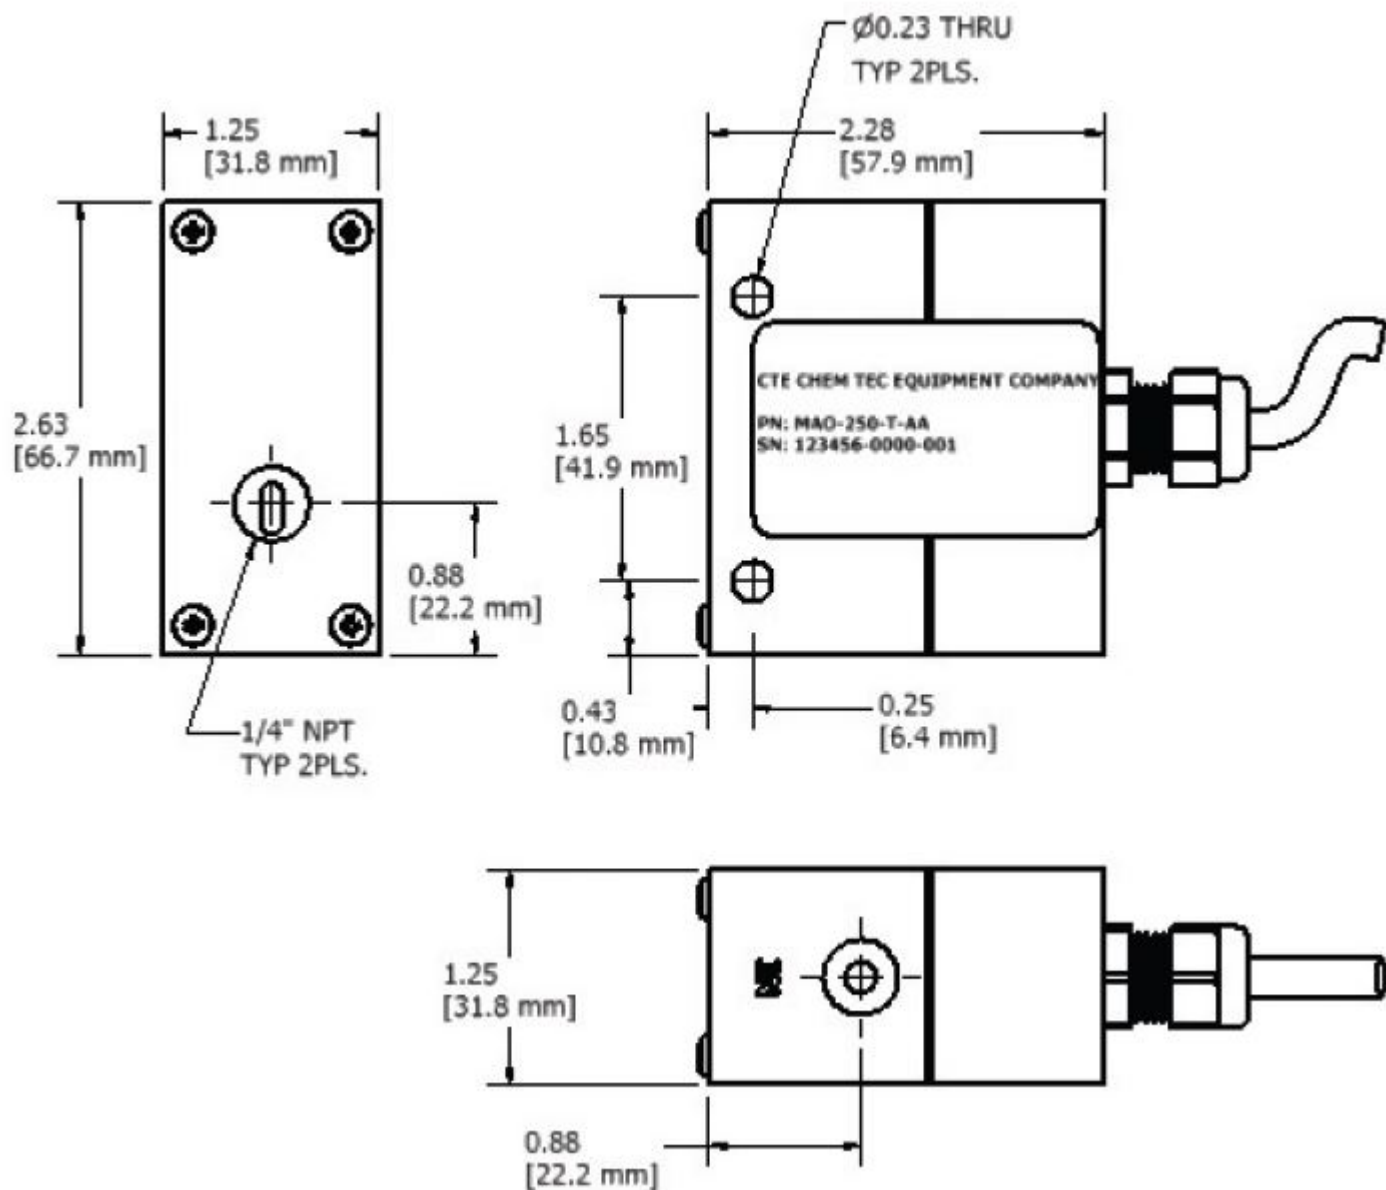 Ø0.23 THRU
TYP 2PLS.
1.25
[31.8 mm]
2.28
[57.9 mm]
2.63
[66.7 mm]
1.65
[41.9 mm]
CTE CHEM TEC EQUIPMENT COMPANY
PN: MAO-250-T-AA
SN: 123456-0000-001
0.88
[22.2 mm]
0.43
[10.8 mm]
0.25
[6.4 mm]
1/4" NPT
TYP 2PLS.
1.25
[31.8 mm]
0.88
[22.2 mm]